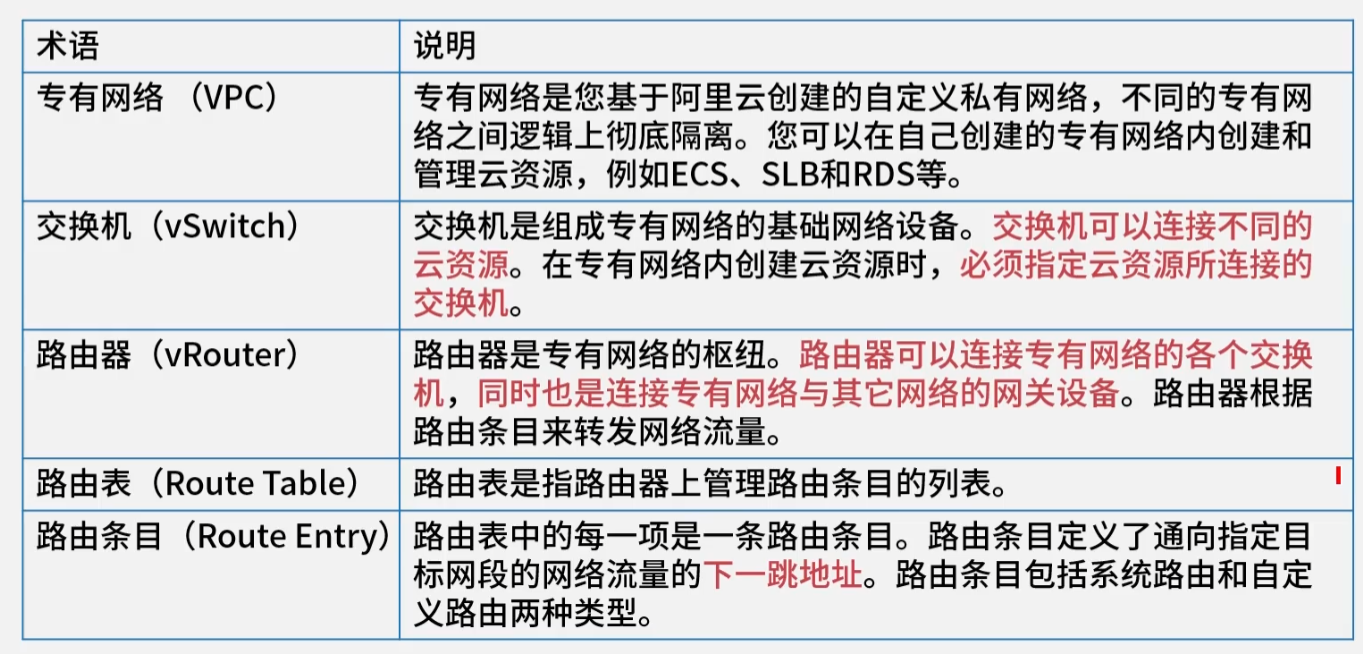 术语
说明
专有网络 （VPC）
专有网络是您基于阿里云创建的自定义私有网络，不同的专有网
络之间逻辑上彻底隔离。您可以在自己创建的专有网络内创建和
管理云资源，例如ECS、SLB和RDS等。
交换机（vSwitch）
交换机是组成专有网络的基础网络设备。交换机可以连接不同的
云资源。在专有网络内创建云资源时，必须指定云资源所连接的
交换机。
路由器（vRouter）
路由器是专有网络的枢纽。路由器可以连接专有网络的各个交换
机，同时也是连接专有网络与其它网络的网关设备。路由器根据
路由条目来转发网络流量。
路由表（Route Table）
路由表是指路由器上管理路由条目的列表。
路由条目（Route Entry）
路由表中的每一项是一条路由条目。路由条目定义了通向指定目
标网段的网络流量的下一跳地址。路由条目包括系统路由和自定
义路由两种类型。